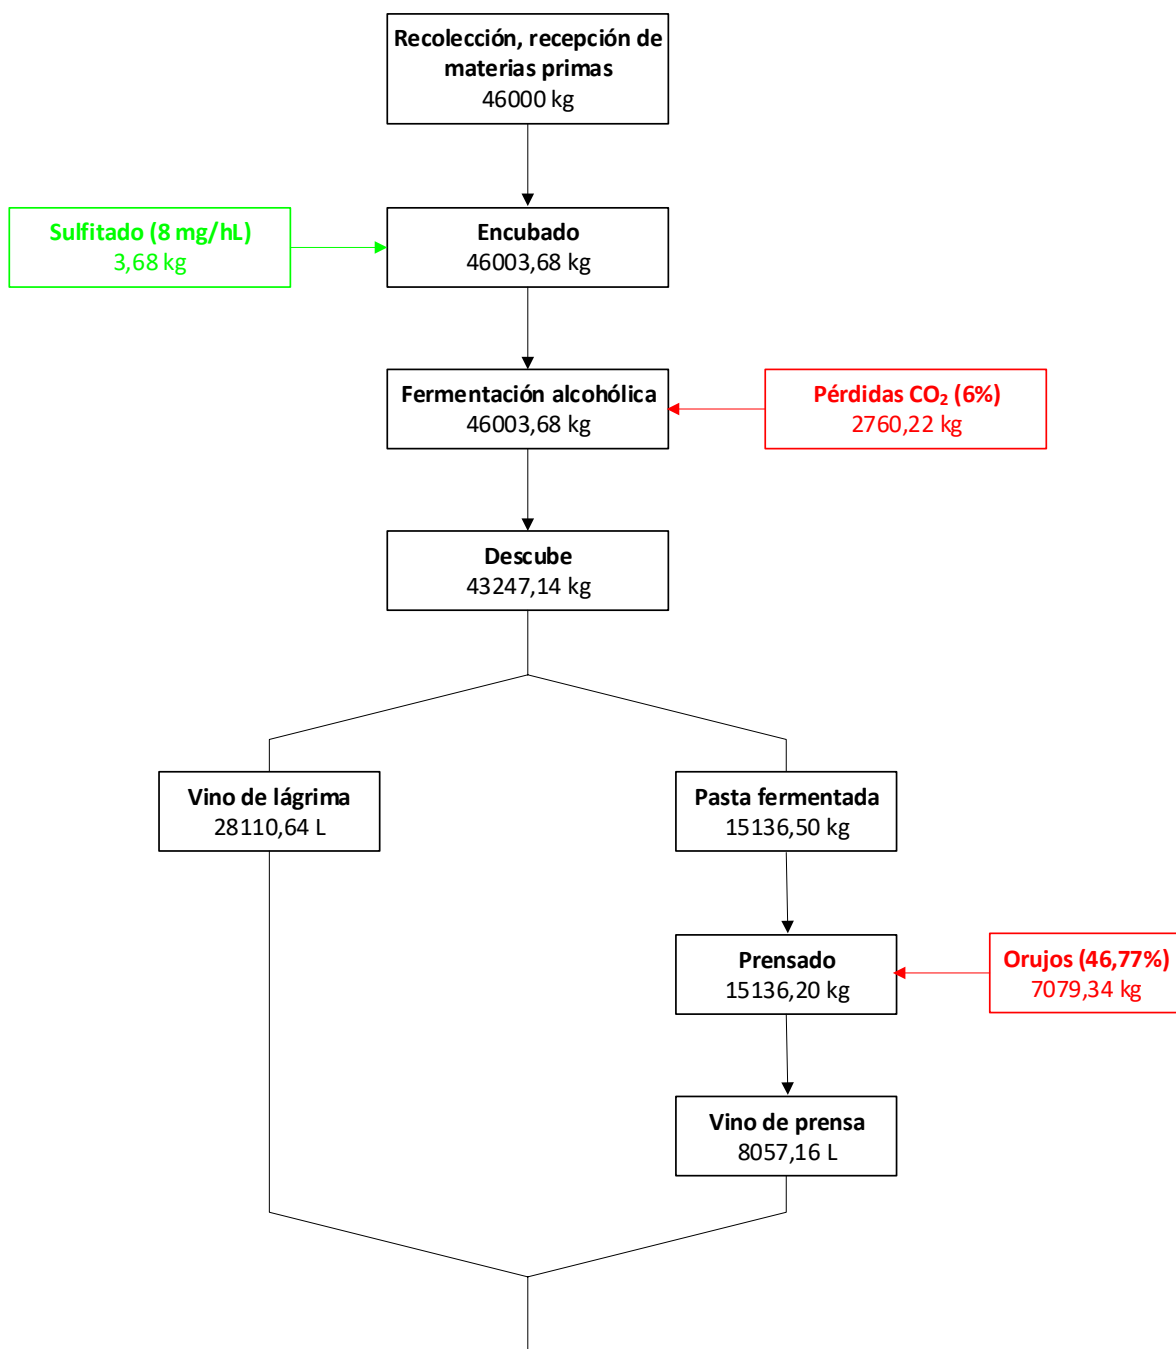 Recolección, recepción de
materias primas
46000 kg
Sulfitado (8 mg/hL)
3,68 kg
Encubado
46003,68 kg
Fermentación alcohólica
46003,68 kg
Pérdidas CO₂ (6%)
2760,22 kg
Descube
43247,14 kg
Vino de lágrima
28110,64 L
Pasta fermentada
15136,50 kg
Prensado
15136,20 kg
Orujos (46,77%)
7079,34 kg
Vino de prensa
8057,16 L